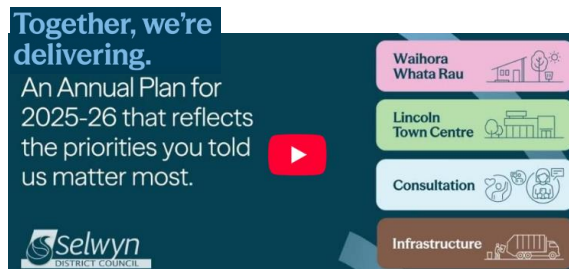 Together, we're
delivering.
An Annual Plan for
2025-26 that reflects
the priorities you told
us matter most.
Selwyn
DISTRICT COUNCIL
Waihora
Whata Rau
Lincoln
Town Centre
Consultation
Infrastructure